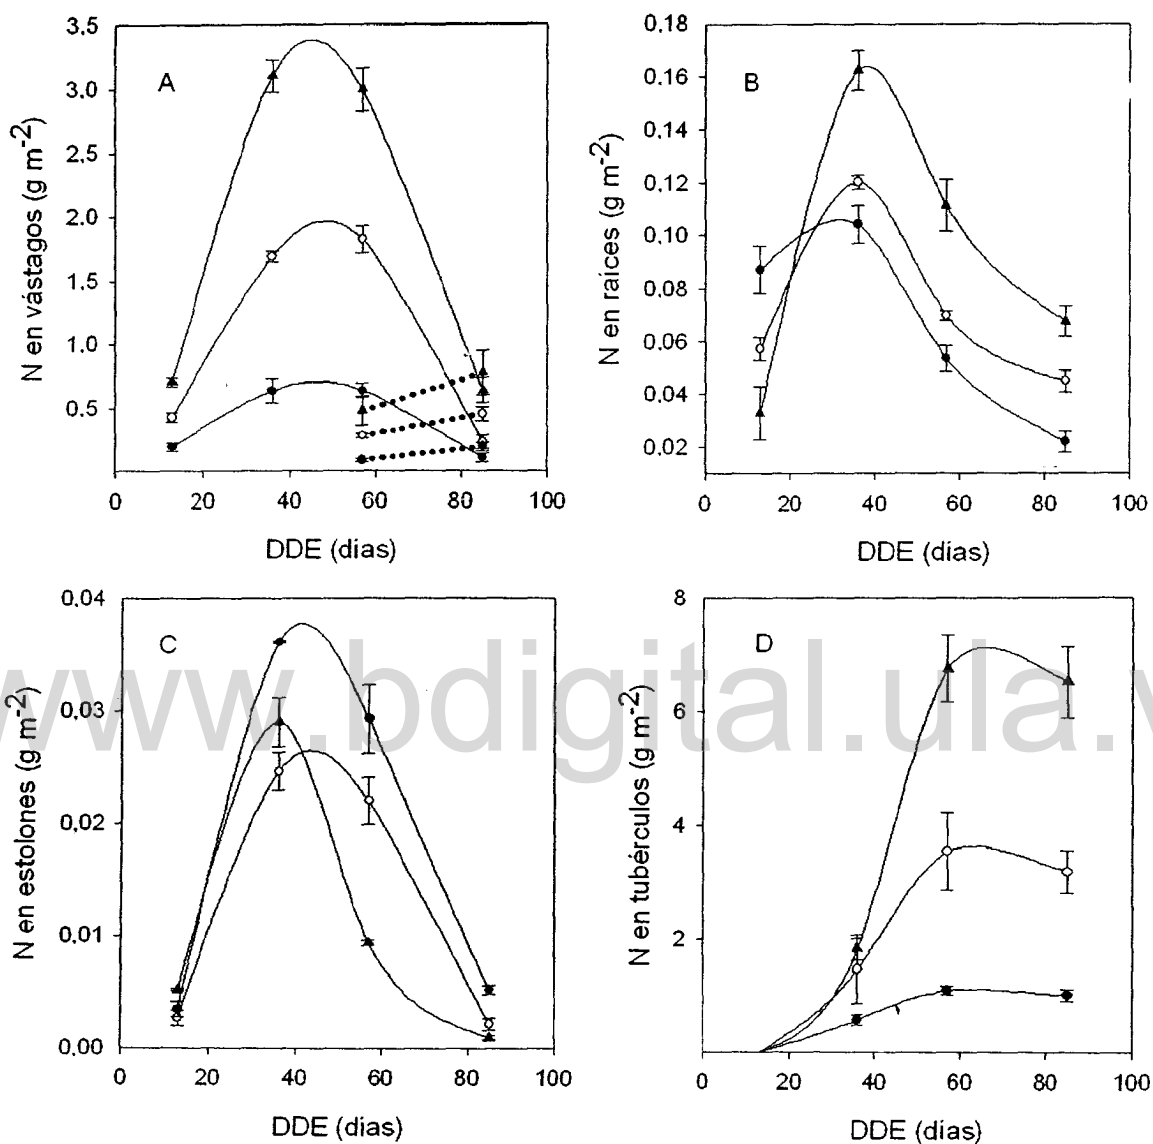 A
N en vástagos (g m-2)
3.5
3.0
2.5
2.0
1.5
1.0
0.5
0 20 40 60 80 100
DDE (dias)
B
N en raíces (g m-2)
0.18
0.16
0.14
0.12
0.10
0.08
0.06
0.04
0.02
0 20 40 60 80 100
DDE (dias)
C
N en estolones (g m-2)
0.04
0.03
0.02
0.01
0.00
0 20 40 60 80 100
DDE (dias)
D
N en tubérculos (g m-2)
8
6
4
2
0 20 40 60 80 100
DDE (dias)
www.bdigital.ula.v